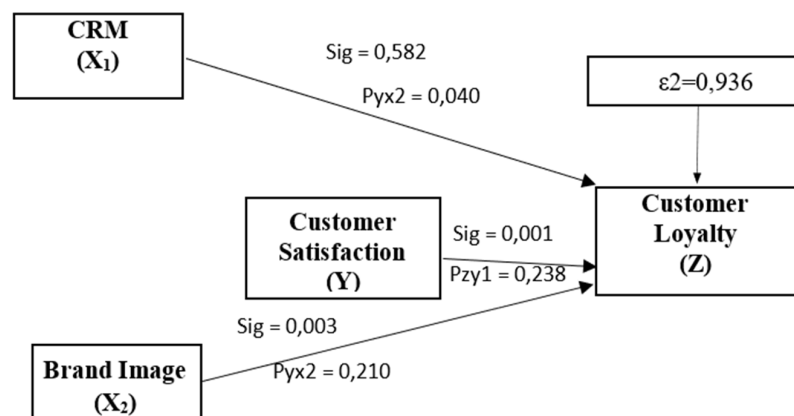 CRM
(X₁)
Sig = 0,582
Pyx2 = 0,040
ε2=0,936
Customer
Loyalty
(Z)
Customer
Satisfaction
(Y)
Sig = 0,001
Pzy1 = 0,238
Sig = 0,003
Pyx2 = 0,210
Brand Image
(X₂)